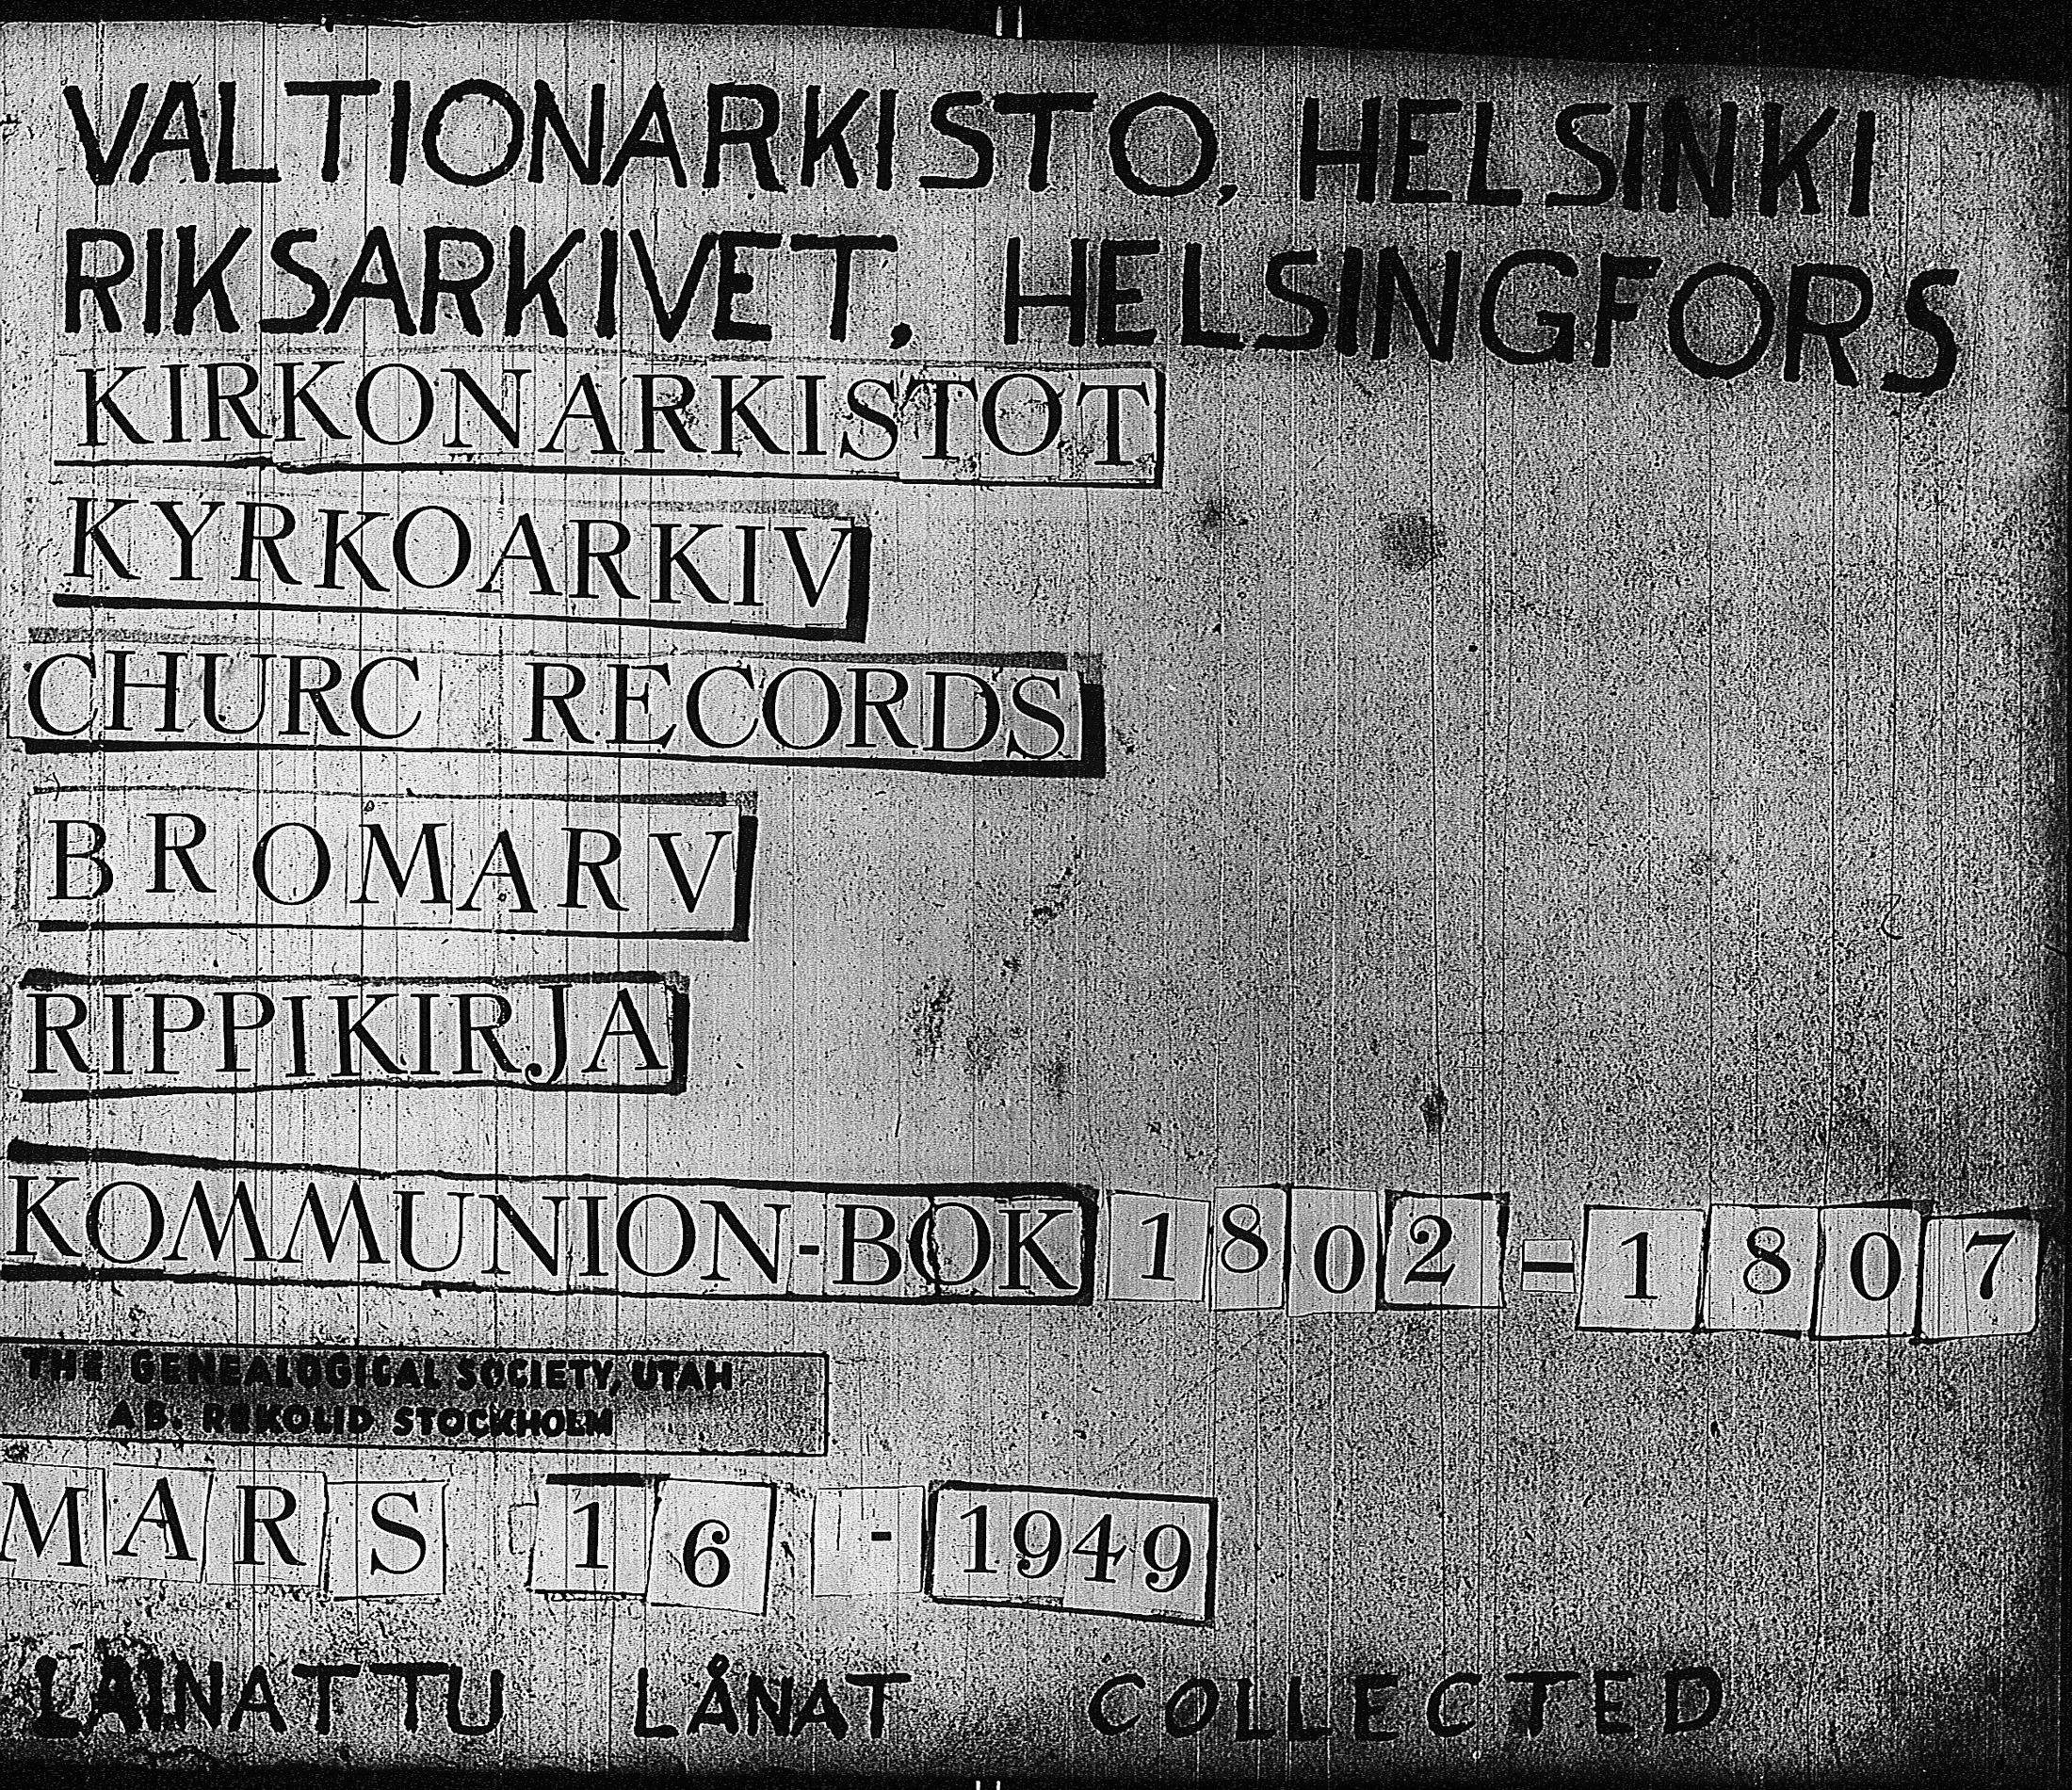 VALTIONARKISTO, HELSINKI
RIKSARKIVET, HELSINGFORS
KIRKONARKISTOT
KYRKOARKIV
CHURC RECORDS
BROMARV
RIPPIKIRJA
KOMMUNION-BOK 1802=1807
THE GENEALOGICAL SOCIETY, UTAH
AB. REKOLID STOCKHOLM
MARS 16 - 1949
LAINATTU LÅNAT COLLECTED